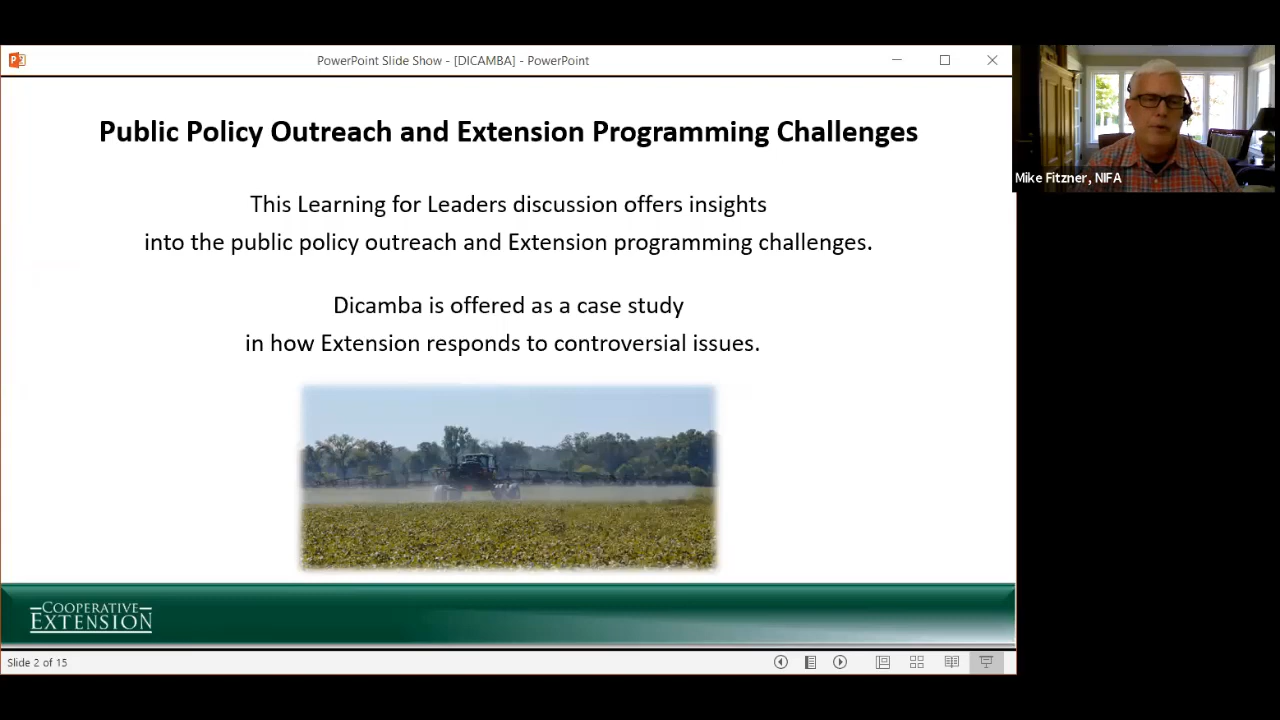 PowerPoint Slide Show - [DICAMBA] - PowerPoint
Public Policy Outreach and Extension Programming Challenges
This Learning for Leaders discussion offers insights
into the public policy outreach and Extension programming challenges.
Dicamba is offered as a case study
in how Extension responds to controversial issues.
COOPERATIVE
EXTENSION
Slide 2 of 15
Mike Fitzner, NIFA